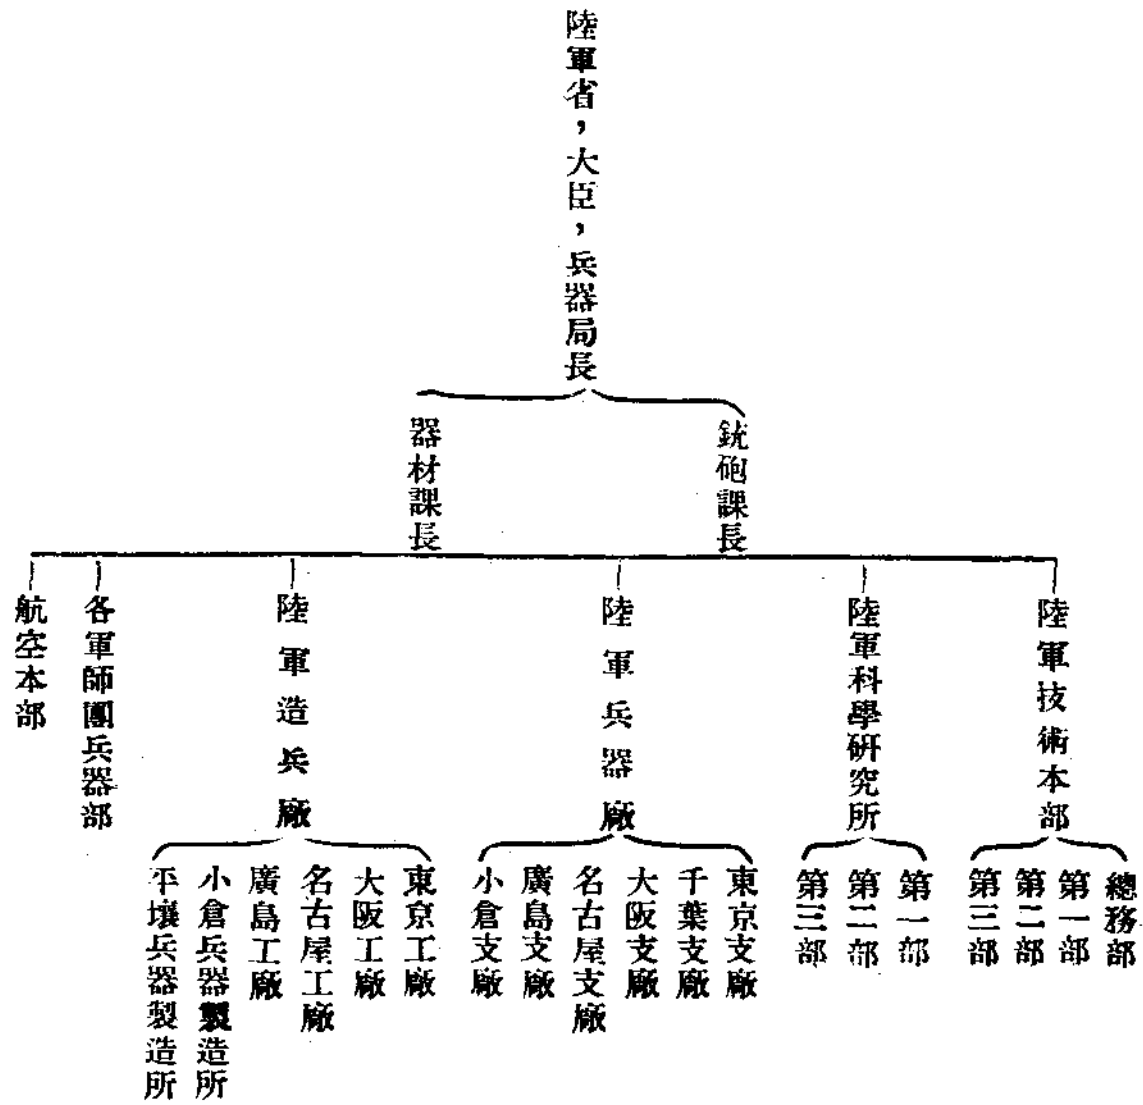 陸軍省，大臣，兵器局長
銃砲課長
器材課長
陸軍技術本部
總務部
第一部
第二部
第三部
陸軍科學硏究所
第一部
第二部
第三部
陸軍兵器廠
東京支廠
千葉支廠
大阪支廠
名古屋支廠
廣島支廠
小倉支廠
陸軍造兵廠
東京工廠
大阪工廠
名古屋工廠
廣島工廠
小倉兵器製造所
平壤兵器製造所
各軍師團兵器部
航空本部